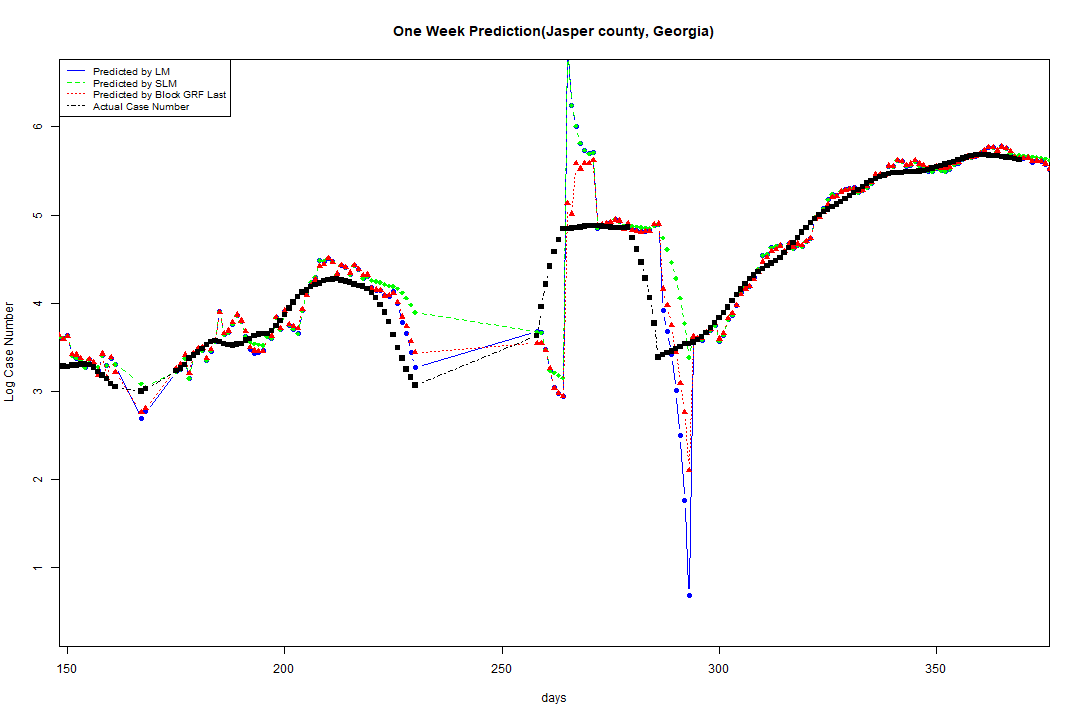 One Week Prediction(Jasper county, Georgia)
Predicted by LM
Predicted by SLM
Predicted by Block GRF Last
Actual Case Number
Log Case Number
6
5
4
3
2
1
150 200 250 300 350
days